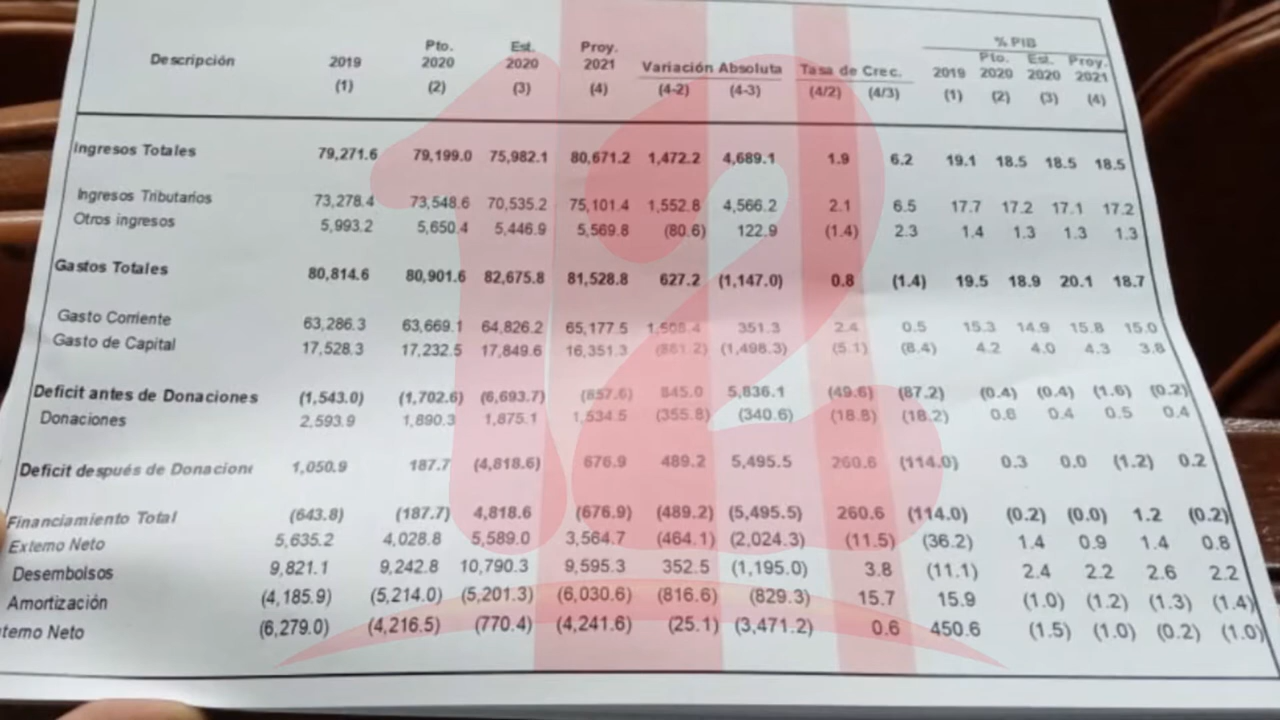 % PIB
Descripción 2019 Pto. 2020 Est. 2020 Proy. 2021 Variación Absoluta Tasa de Crec. 2019 Pto. 2020 Est. 2020 Proy. 2021
(1) (2) (3) (4) (4-2) (4-3) (4/2) (4/3) (1) (2) (3) (4)
Ingresos Totales 79,271.6 79,199.0 75,982.1 80,671.2 1,472.2 4,689.1 1.9 6.2 19.1 18.5 18.5 18.5
Ingresos Tributarios 73,278.4 73,548.6 70,535.2 75,101.4 1,552.8 4,566.2 2.1 6.5 17.7 17.2 17.1 17.2
Otros ingresos 5,993.2 5,650.4 5,446.9 5,569.8 (80.6) 122.9 (1.4) 2.3 1.4 1.3 1.3 1.3
Gastos Totales 80,814.6 80,901.6 82,675.8 81,528.8 627.2 (1,147.0) 0.8 (1.4) 19.5 18.9 20.1 18.7
Gasto Corriente 63,286.3 63,669.1 64,826.2 65,177.5 1,508.4 351.3 2.4 0.5 15.3 14.9 15.8 15.0
Gasto de Capital 17,528.3 17,232.5 17,849.6 16,351.3 (881.2) (1,498.3) (5.1) (8.4) 4.2 4.0 4.3 3.8
Deficit antes de Donaciones (1,543.0) (1,702.6) (6,693.7) (857.6) 845.0 5,836.1 (49.6) (87.2) (0.4) (0.4) (1.6) (0.2)
Donaciones 2,593.9 1,890.3 1,875.1 1,534.5 (355.8) (340.6) (18.8) (18.2) 0.6 0.4 0.5 0.4
Deficit después de Donacione 1,050.9 187.7 (4,818.6) 676.9 489.2 5,495.5 260.6 (114.0) 0.3 0.0 (1.2) 0.2
Financiamiento Total (643.8) (187.7) 4,818.6 (676.9) (489.2) (5,495.5) 260.6 (114.0) (0.2) (0.0) 1.2 (0.2)
Externo Neto 5,635.2 4,028.8 5,589.0 3,564.7 (464.1) (2,024.3) (11.5) (36.2) 1.4 0.9 1.4 0.8
Desembolsos 9,821.1 9,242.8 10,790.3 9,595.3 352.5 (1,195.0) 3.8 (11.1) 2.4 2.2 2.6 2.2
Amortización (4,185.9) (5,214.0) (5,201.3) (6,030.6) (816.6) (829.3) 15.7 15.9 (1.0) (1.2) (1.3) (1.4)
terno Neto (6,279.0) (4,216.5) (770.4) (4,241.6) (25.1) (3,471.2) 0.6 450.6 (1.5) (1.0) (0.2) (1.0)
12